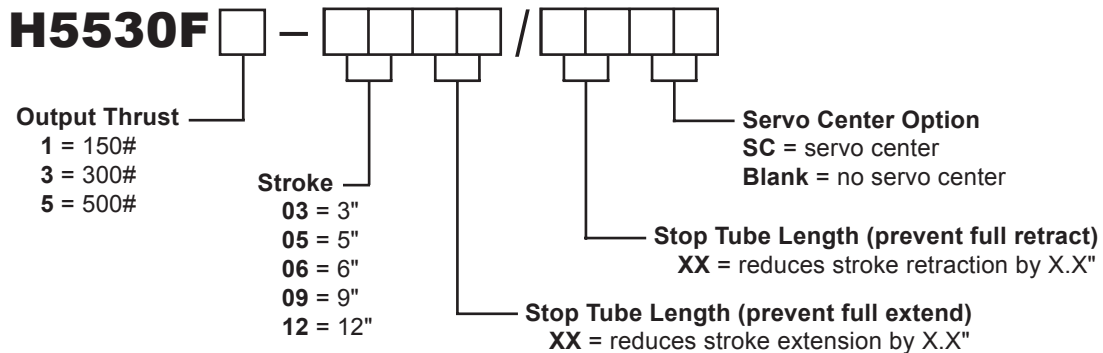 H5530F – /
Output Thrust
1 = 150#
3 = 300#
5 = 500#
Stroke
03 = 3"
05 = 5"
06 = 6"
09 = 9"
12 = 12"
Servo Center Option
SC = servo center
Blank = no servo center
Stop Tube Length (prevent full retract)
XX = reduces stroke retraction by X.X"
Stop Tube Length (prevent full extend)
XX = reduces stroke extension by X.X"